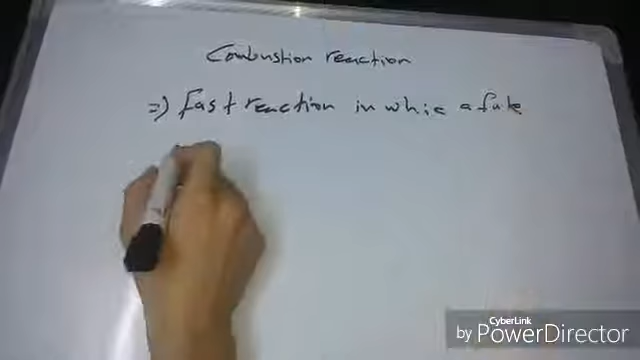 Combustion reaction
=> fast reaction in whic a fule
CyberLink
by PowerDirector